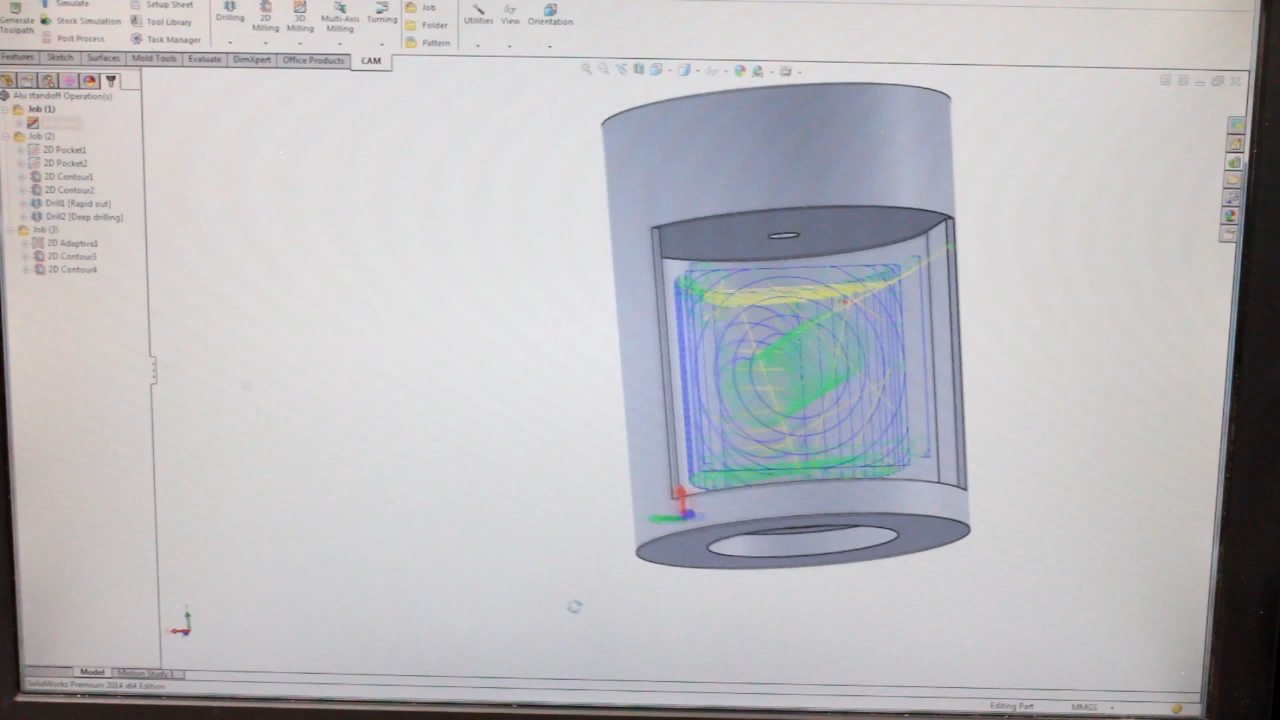 Simulate
Setup Sheet
Generate
Toolpath
Stock Simulation
Tool Library
Post Process
Task Manager
Drilling
2D
Milling
3D
Milling
Multi-Axis
Milling
Turning
Job
Folder
Pattern
Utilities
View
Orientation
Features
Sketch
Surfaces
Mold Tools
Evaluate
DimXpert
Office Products
CAM
Alu standoff Operation(s)
Job (1)
Job (2)
2D Pocket1
2D Pocket2
2D Contour1
2D Contour2
Drill1 (Rapid out)
Drill2 (Deep drilling)
Job (3)
2D Adaptive1
2D Contour3
2D Contour4
Model
Motion Study 1
SolidWorks Premium 2014 x64 Edition
Editing Part
MMGS